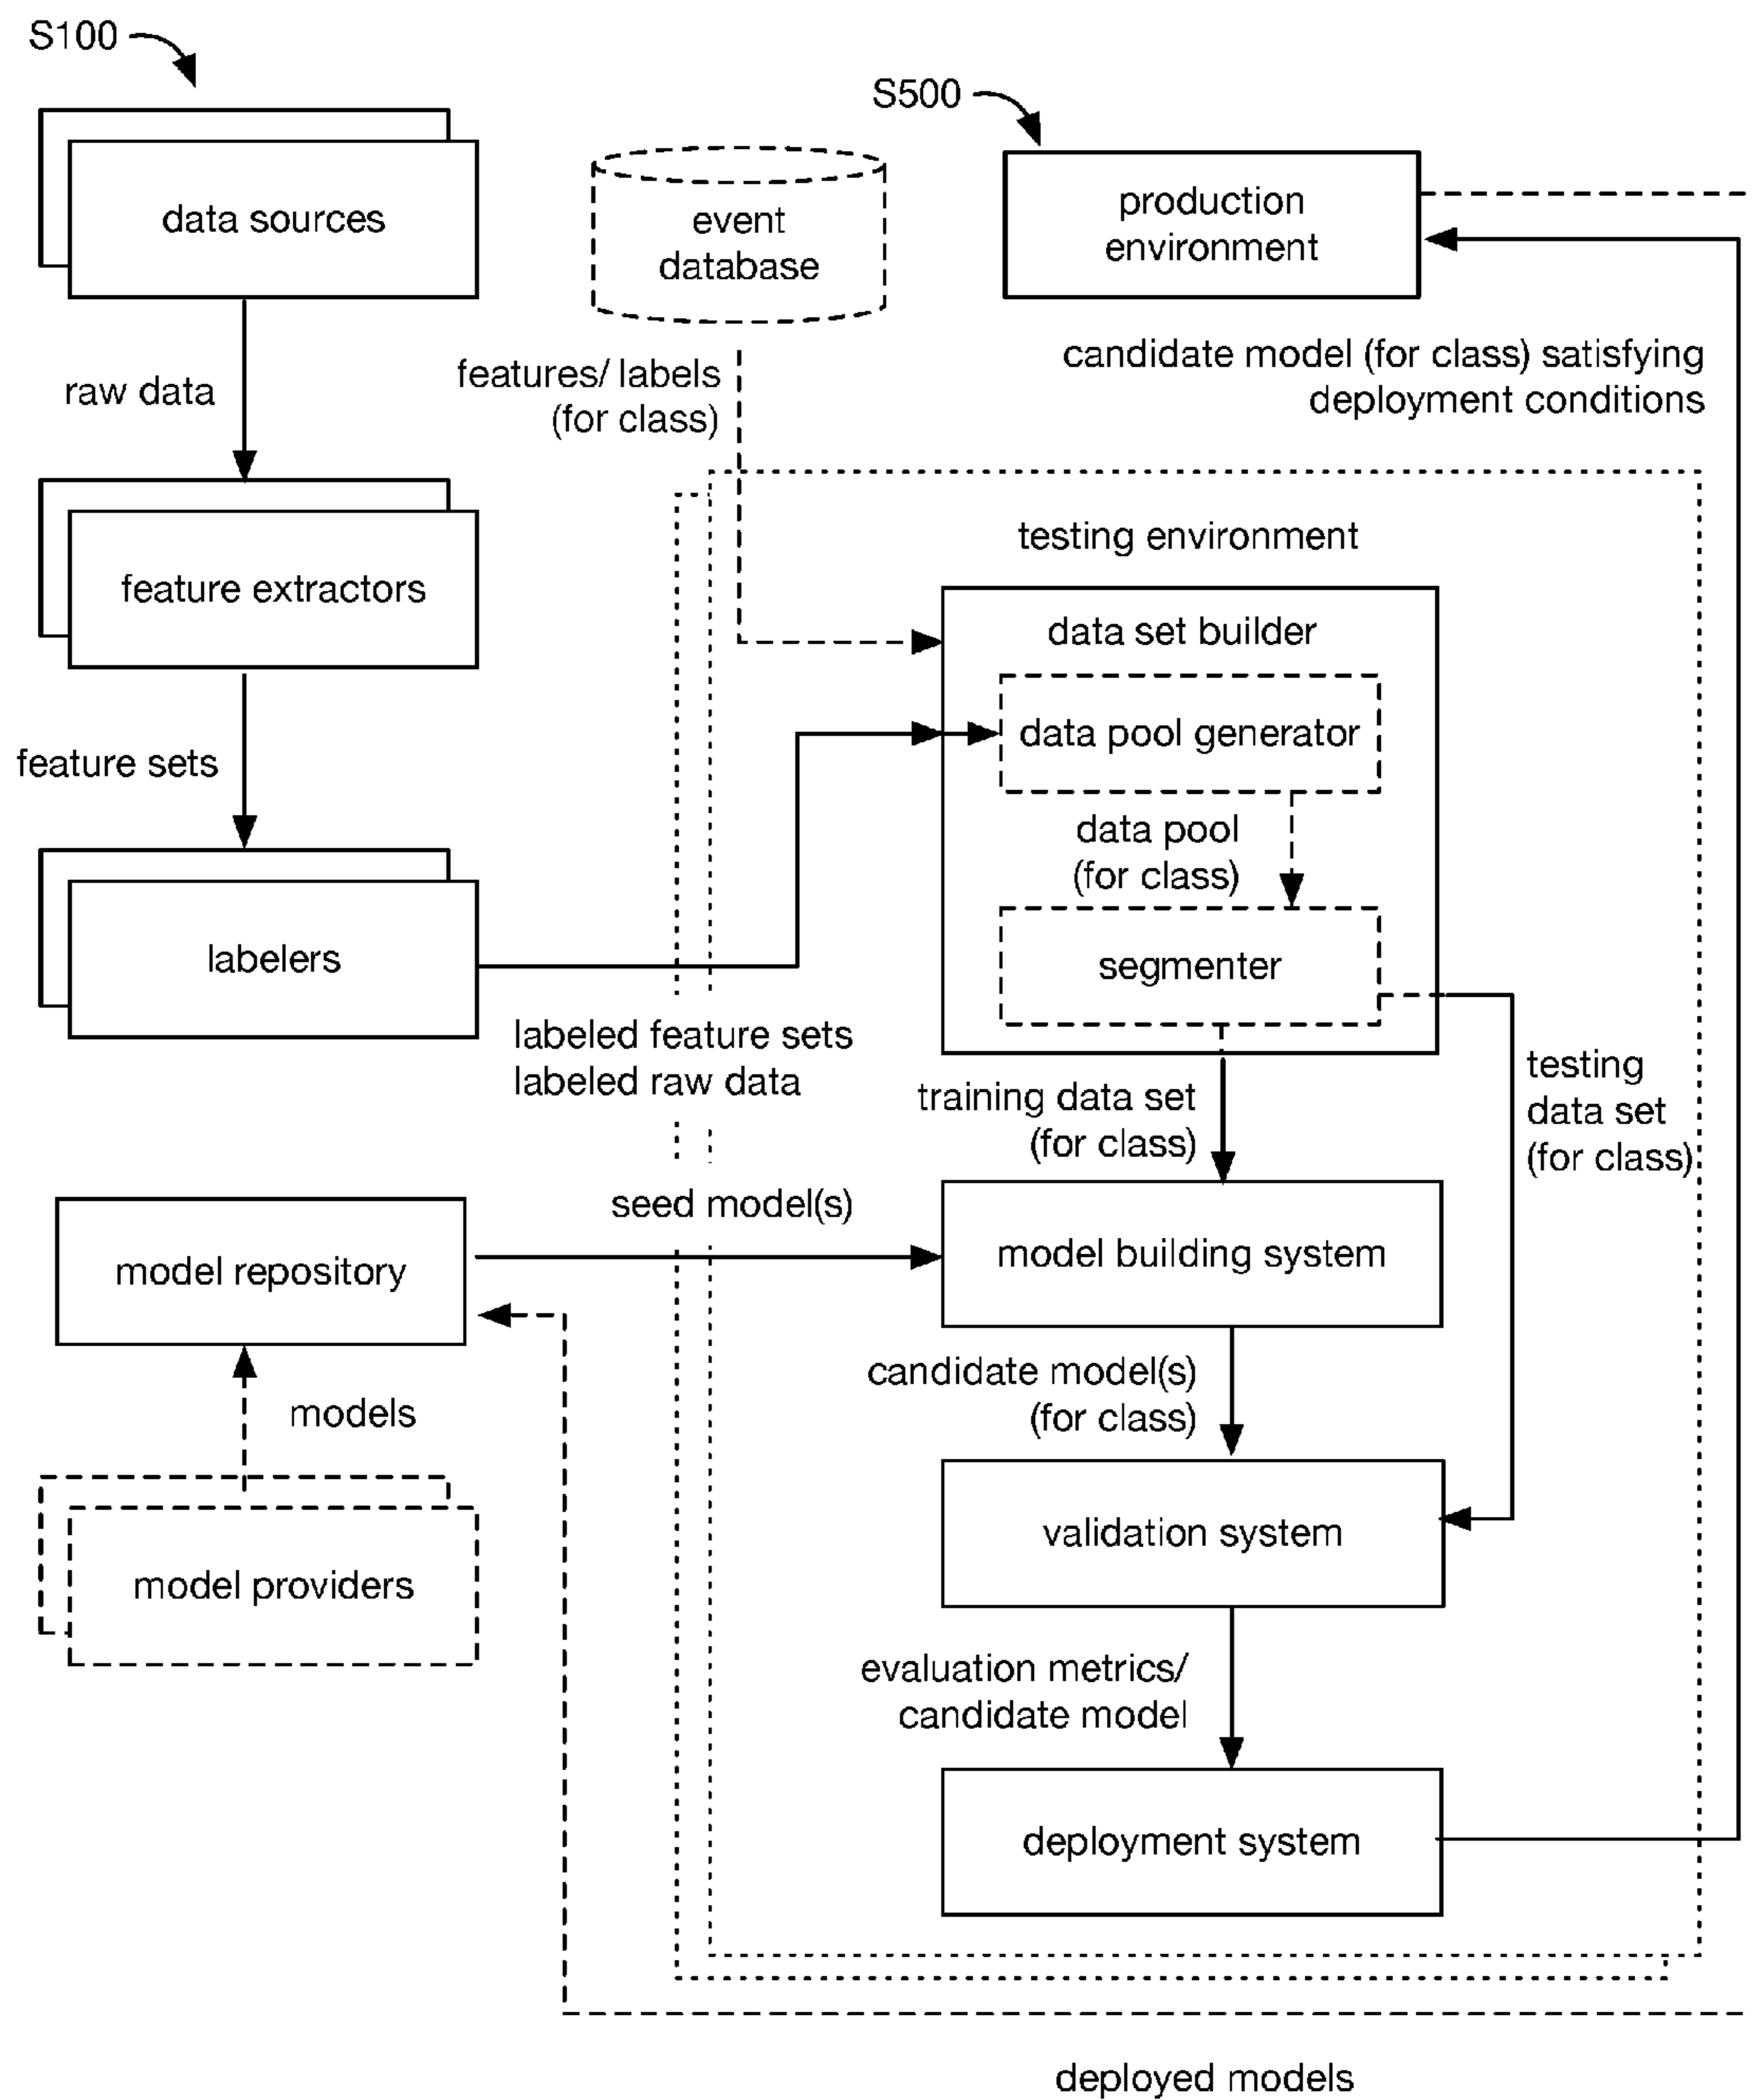 S100
S500
data sources
event
database
production
environment
raw data
features/ labels
(for class)
candidate model (for class) satisfying
deployment conditions
feature extractors
testing environment
data set builder
data pool generator
feature sets
data pool
(for class)
labelers
segmenter
labeled feature sets
labeled raw data
training data set
(for class)
testing
data set
(for class)
seed model(s)
model repository
model building system
candidate model(s)
(for class)
models
validation system
model providers
evaluation metrics/
candidate model
deployment system
deployed models